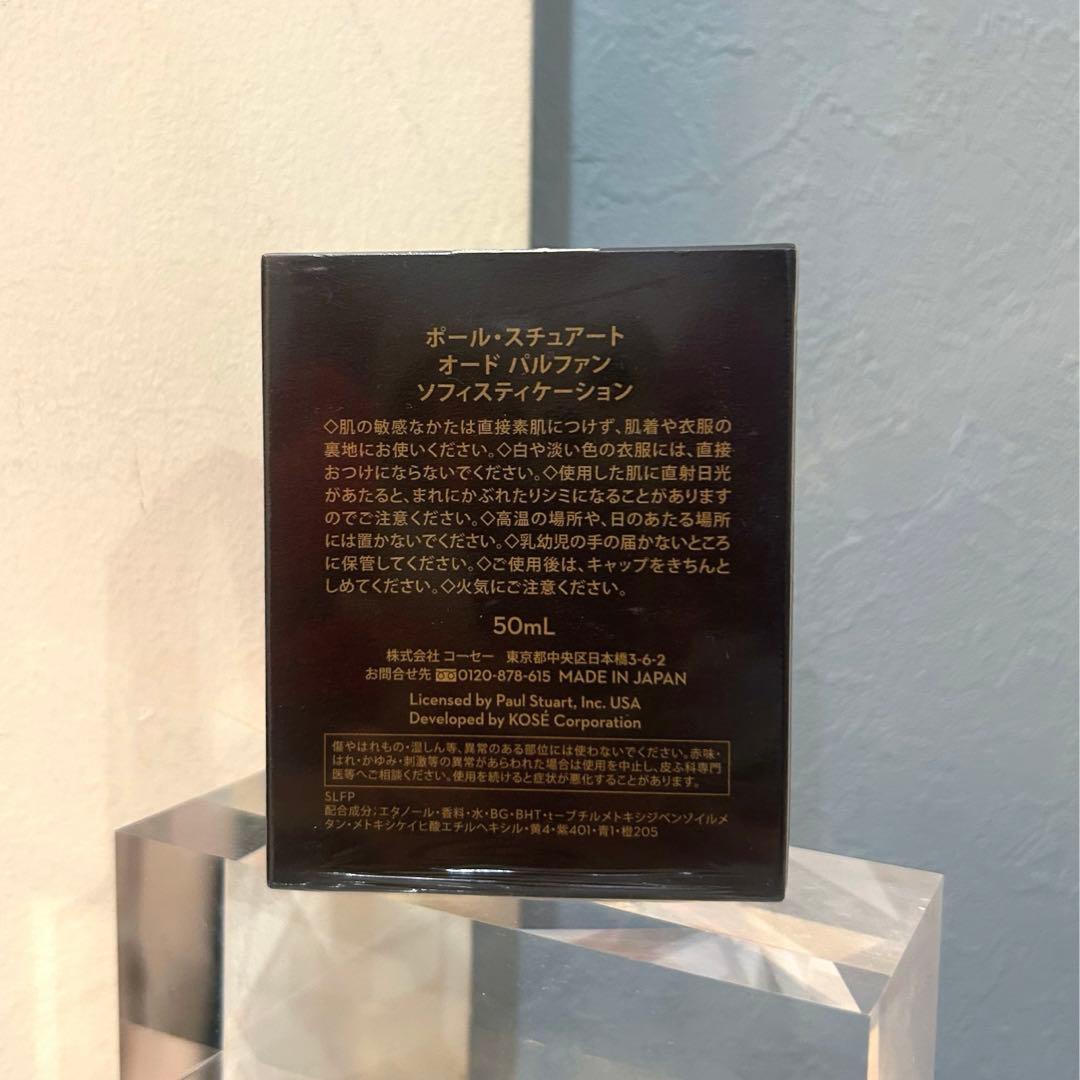 ポール・スチュアート
オード パルファン
ソフィスティケーション
◇肌の敏感なかたは直接素肌につけず、肌着や衣服の
裏地にお使いください。◇白や淡い色の衣服には、直接
おつけにならないでください。◇使用した肌に直射日光
があたると、まれにかぶれたりシミになることがあります
のでご注意ください。◇高温の場所や、日のあたる場所
には置かないでください。◇乳幼児の手の届かないところ
に保管してください。◇ご使用後は、キャップをきちんと
しめてください。◇火気にご注意ください。
50mL
株式会社 コーセー 東京都中央区日本橋3-6-2
お問合せ先 0120-878-615 MADE IN JAPAN
Licensed by Paul Stuart, Inc. USA
Developed by KOSÉ Corporation
傷やはれもの・湿しん等、異常のある部位には使わないでください。赤味・
はれ・かゆみ・刺激等の異常があらわれた場合は使用を中止し、皮ふ科専門
医等へご相談ください。使用を続けると症状が悪化することがあります。
SLFP
配合成分；エタノール・香料・水・BG・BHT・t-ブチルメトキシジベンゾイルメ
タン・メトキシケイヒ酸エチルヘキシル・黄4・紫401・青1・橙205